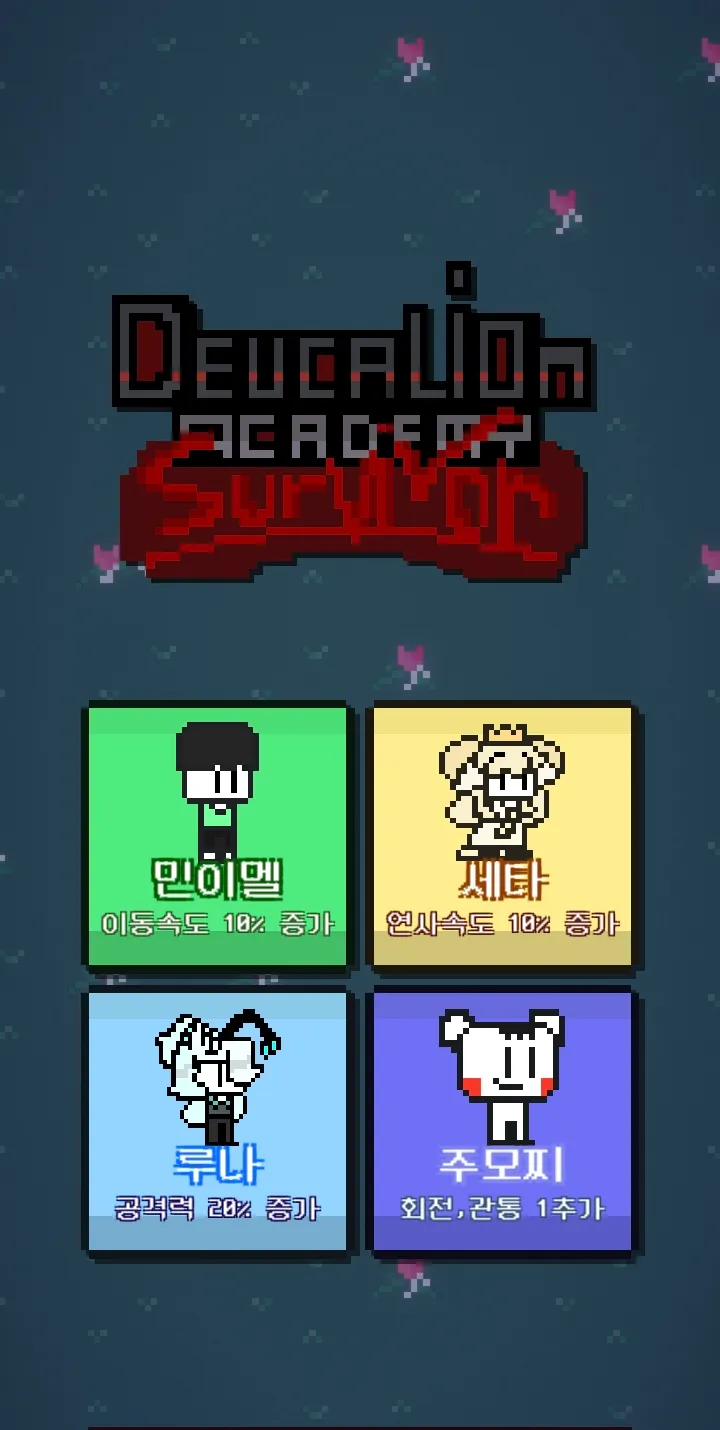 DEUCALiOn
ACADEMY
Survivor
민이멜
이동속도 10% 증가
세타
연사속도 10% 증가
루나
공격력 20% 증가
주모찌
회전,관통 1추가